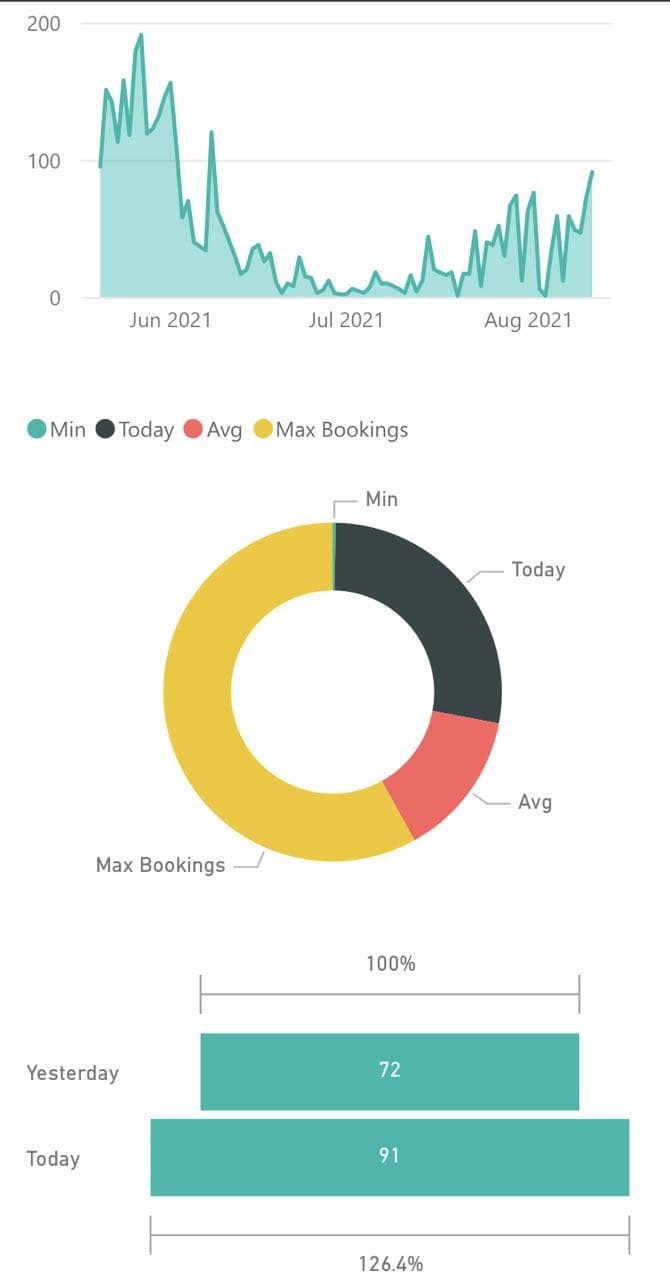 200
100
0
Jun 2021 Jul 2021 Aug 2021
Min Today Avg Max Bookings
Min
Today
Avg
Max Bookings
100%
Yesterday 72
Today 91
126.4%